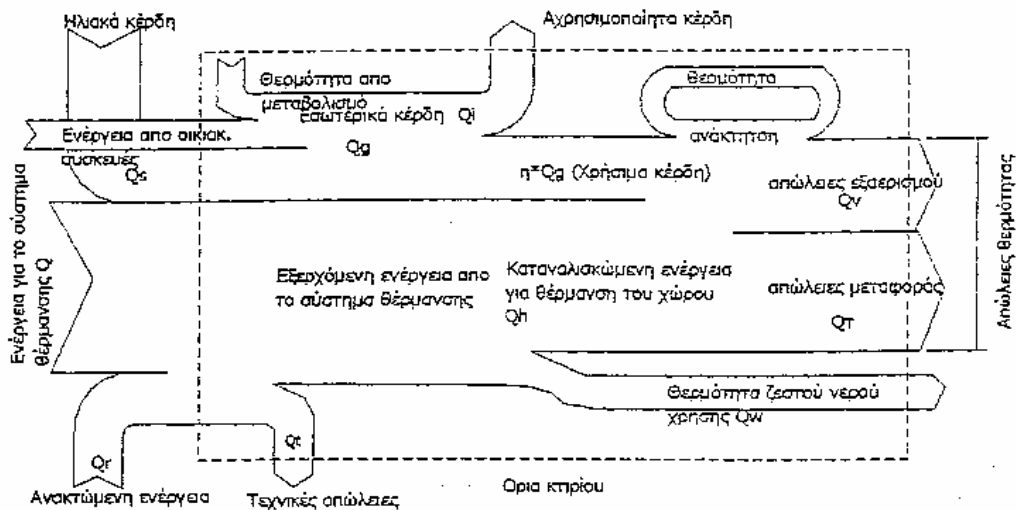 Ηλιακά κέρδη
Αχρησιμοποίητα κέρδη
Θερμότητα απο
μεταβολισμό
Εσωτερικά κέρδη Qi
Qg
θερμότητα
ανάκτηση
Ενέργεια απο οικιακ.
συσκευές
Qs
η*Qg (Χρήσιμα κέρδη)
απώλειες εξαερισμού
Qv
Ενέργεια για το σύστημα
θέρμανσης Q
Εξερχόμενη ενέργεια απο
το σύστημα θέρμανσης
Καταναλισκώμενη ενέργεια
για θέρμανση του χώρου
Qh
απώλειες μεταφοράς
QT
Απώλειες θερμότητας
Θερμότητα ζεστού νερού
χρήσης Qw
Qr
Qt
Ανακτώμενη ενέργεια
Τεχνικές απώλειες
Ορια κτιρίου